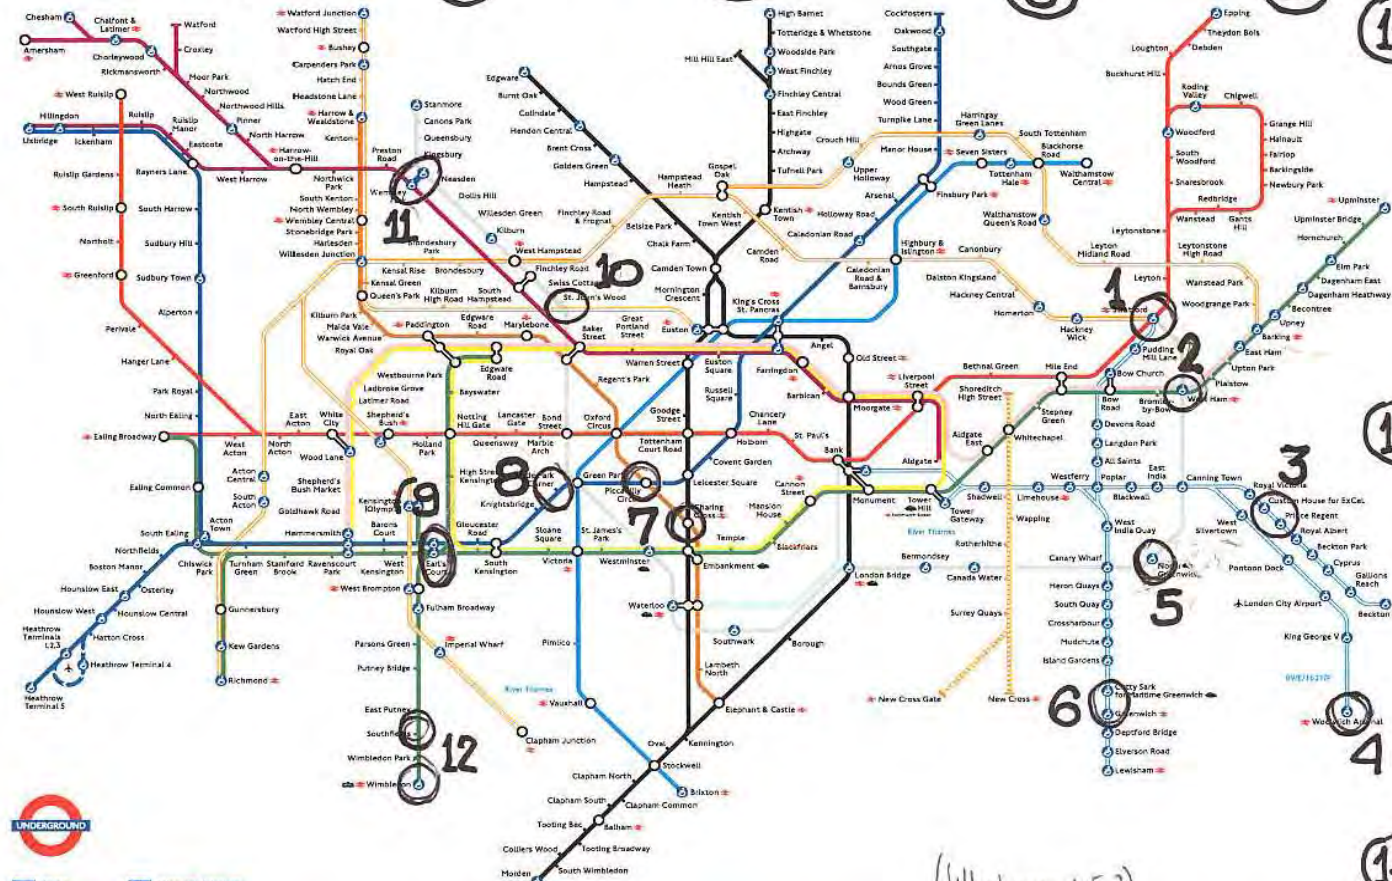 Chesham
Chalfont &
Latimer
Watford
Watford Junction
High Barnet
Cockfosters
Epping
Amersham
Chorleywood
Croxley
Watford High Street
Bushey
Totteridge & Whetstone
Oakwood
Theydon Bois
Rickmansworth
Moor Park
Carpenders Park
Woodside Park
Southgate
Loughton
Debden
Mill Hill East
West Finchley
Arnos Grove
Buckhurst Hill
West Ruislip
Northwood
Hatch End
Edgware
Finchley Central
Bounds Green
Roding
Valley
Chigwell
Northwood Hills
Headstone Lane
Burnt Oak
Stanmore
Wood Green
Hillingdon
Ruislip
Ruislip
Manor
Pinner
Harrow &
Wealdstone
Colindale
Canons Park
East Finchley
Turnpike Lane
Harringay
Green Lanes
Grange Hill
Uxbridge
Ickenham
Eastcote
North Harrow
Kenton
Hendon Central
Queensbury
Highgate
Crouch Hill
South Tottenham
Woodford
Hainault
Harrow-
on-the-Hill
Preston
Road
Kingsbury
Brent Cross
Archway
Manor House
Seven Sisters
Blackhorse
Road
South
Woodford
Fairlop
Ruislip Gardens
Rayners Lane
West Harrow
Northwick
Park
Neasden
Golders Green
Gospel
Oak
Tufnell Park
Upper
Holloway
Tottenham
Hale
Walthamstow
Central
Barkingside
South Kenton
Dollis Hill
Hampstead
Hampstead
Heath
Arsenal
Finsbury Park
Snaresbrook
Newbury Park
South Ruislip
South Harrow
North Wembley
Willesden Green
Finchley Road
& Frognal
Belsize Park
Kentish
Town West
Kentish
Town
Holloway Road
Walthamstow
Queen's Road
Redbridge
Wanstead
Gants
Hill
Upminster
Upminster Bridge
Wembley Central
11
Kilburn
Chalk Farm
Caledonian Road
Highbury &
Islington
Leytonstone
Hornchurch
Northolt
Sudbury Hill
Stonebridge Park
Harlesden
Brondesbury
Park
West Hampstead
Camden
Road
Canonbury
Leyton
Midland Road
Leytonstone
High Road
Elm Park
Greenford
Sudbury Town
Willesden Junction
Kensal Rise
Brondesbury
Finchley Road
10
Camden Town
Caledonian
Road &
Barnsbury
Dalston Kingsland
Leyton
Wanstead Park
Dagenham East
Kensal Green
Queen's Park
Kilburn
High Road
South
Hampstead
St. John's Wood
Mornington
Crescent
King's Cross
St. Pancras
Hackney Central
Homerton
1
Woodgrange Park
Dagenham Heathway
Becontree
Perivale
Alperton
Kilburn Park
Maida Vale
Warwick Avenue
Royal Oak
Paddington
Edgware
Road
Marylebone
Baker
Street
Great
Portland
Street
Euston
Angel
Hackney
Wick
Pudding
Mill Lane
Upney
Barking
Hanger Lane
Westbourne Park
Edgware
Road
Warren Street
Euston
Square
Farringdon
Old Street
Bethnal Green
Mile End
Bow Church
2
East Ham
Park Royal
Ladbroke Grove
Latimer Road
Bayswater
Regent's Park
Russell
Square
Barbican
Moorgate
Liverpool
Street
Shoreditch
High Street
Bow
Road
Bromley-
by-Bow
West Ham
Plaistow
Upton Park
North Ealing
East
Acton
White
City
Shepherd's
Bush
Notting
Hill Gate
Lancaster
Gate
Bond
Street
Oxford
Circus
Goodge
Street
Chancery
Lane
Stepney
Green
Devons Road
Ealing Broadway
West
Acton
North
Acton
Wood Lane
Holland
Park
Queensway
Marble
Arch
Tottenham
Court Road
Holborn
St. Paul's
Bank
Aldgate
East
Whitechapel
Langdon Park
All Saints
Ealing Common
Acton
Central
Shepherd's
Bush Market
High Street
Kensington
8
Green Park
Covent Garden
Leicester Square
Cannon
Street
Aldgate
Westferry
Poplar
East
India
Canning Town
3
Royal Victoria
South
Acton
Goldhawk Road
9
Knightsbridge
Piccadilly
Circus
7
Mansion
House
Monument
Tower
Hill
Tower
Gateway
Shadwell
Limehouse
Blackwall
Custom House for ExCeL
Prince Regent
South Ealing
Acton
Town
Hammersmith
Barons
Court
Gloucester
Road
Sloane
Square
St. James's
Park
Charing
Cross
Temple
Blackfriars
River Thames
Wapping
West
India Quay
West
Silvertown
Royal Albert
Northfields
Boston Manor
Chiswick
Park
Turnham
Green
Stamford
Brook
Ravenscourt
Park
West
Kensington
Earl's
Court
South
Kensington
Victoria
Westminster
Embankment
Bermondsey
Rotherhithe
Canary Wharf
5
Pontoon Dock
Beckton Park
Cyprus
Hounslow East
Osterley
West Brompton
London Bridge
Canada Water
Heron Quays
Gallions
Reach
Hounslow West
Hounslow Central
Gunnersbury
Fulham Broadway
Waterloo
Surrey Quays
South Quay
London City Airport
Beckton
Heathrow
Terminals
1,2,3
Hatton Cross
Kew Gardens
Parsons Green
Imperial Wharf
Pimlico
Southwark
Borough
Crossharbour
Mudchute
King George V
Heathrow Terminal 4
Putney Bridge
Lambeth
North
Island Gardens
Heathrow
Terminal 5
Richmond
River Thames
Vauxhall
Elephant & Castle
New Cross Gate
New Cross
6
Cutty Sark
for Maritime Greenwich
Woolwich Arsenal
East Putney
Clapham Junction
Greenwich
4
Southfields
Oval
Kennington
Deptford Bridge
Wimbledon Park
12
Stockwell
Elverson Road
Wimbledon
Clapham North
Brixton
Lewisham
Clapham South
Clapham Common
UNDERGROUND
Tooting Bec
Balham
Colliers Wood
Tooting Broadway
Morden
South Wimbledon